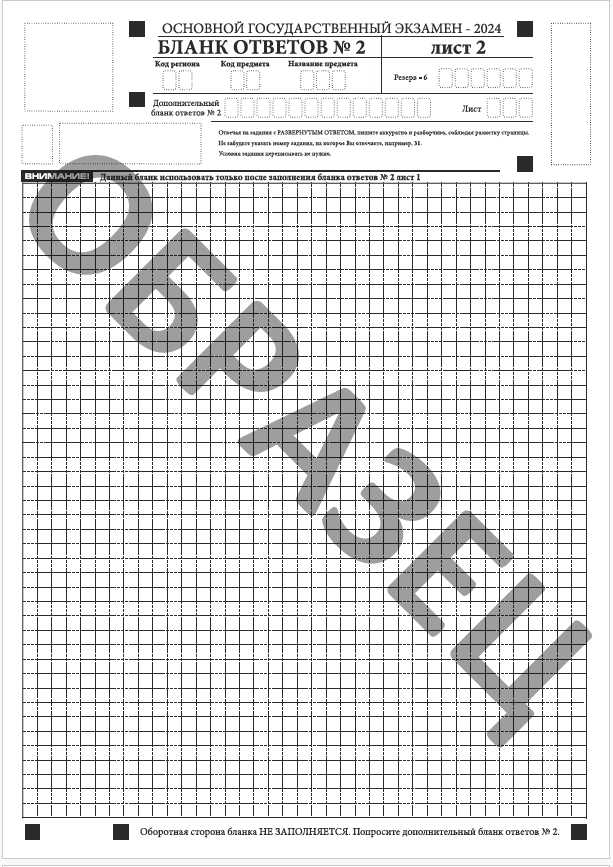 ОСНОВНОЙ ГОСУДАРСТВЕННЫЙ ЭКЗАМЕН - 2024
БЛАНК ОТВЕТОВ № 2 лист 2
Код региона Код предмета Название предмета
Резерв - 6
Дополнительный
бланк ответов № 2 Лист
Отвечая на задания с РАЗВЕРНУТЫМ ОТВЕТОМ, пишите аккуратно и разборчиво, соблюдая разметку страницы.
Не забудьте указать номер задания, на которое Вы отвечаете, например, 31.
Условия задания переписывать не нужно.
ВНИМАНИЕ! Данный бланк использовать только после заполнения бланка ответов № 2 лист 1
ОБРАЗЕЦ
Оборотная сторона бланка НЕ ЗАПОЛНЯЕТСЯ. Попросите дополнительный бланк ответов № 2.